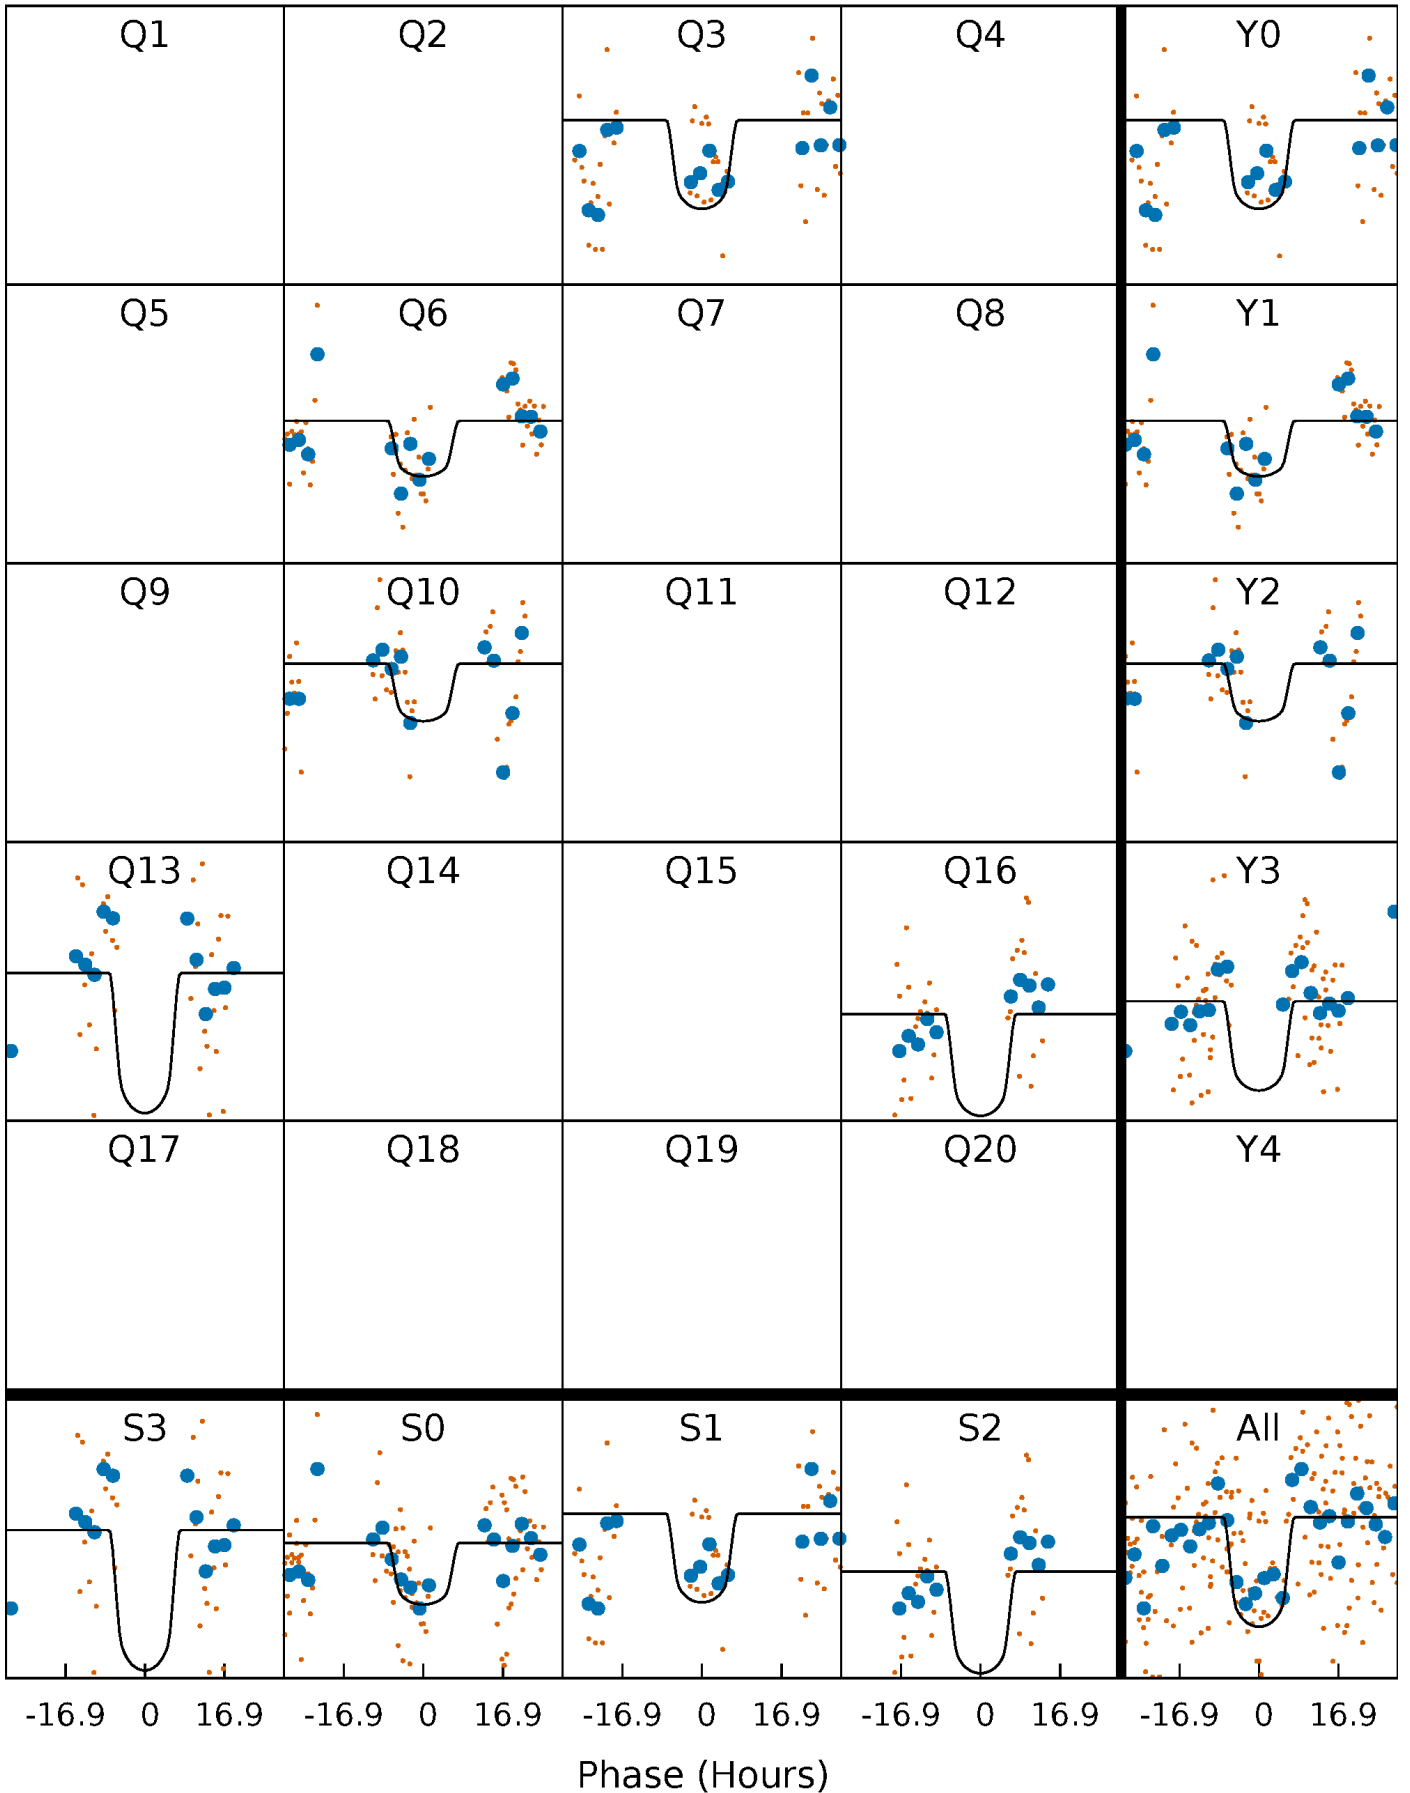 Q1 Q2 Q3 Q4 Y0
Q5 Q6 Q7 Q8 Y1
Q9 Q10 Q11 Q12 Y2
Q13 Q14 Q15 Q16 Y3
Q17 Q18 Q19 Q20 Y4
S3 S0 S1 S2 All
-16.9 0 16.9 -16.9 0 16.9 -16.9 0 16.9 -16.9 0 16.9 -16.9 0 16.9
Phase (Hours)